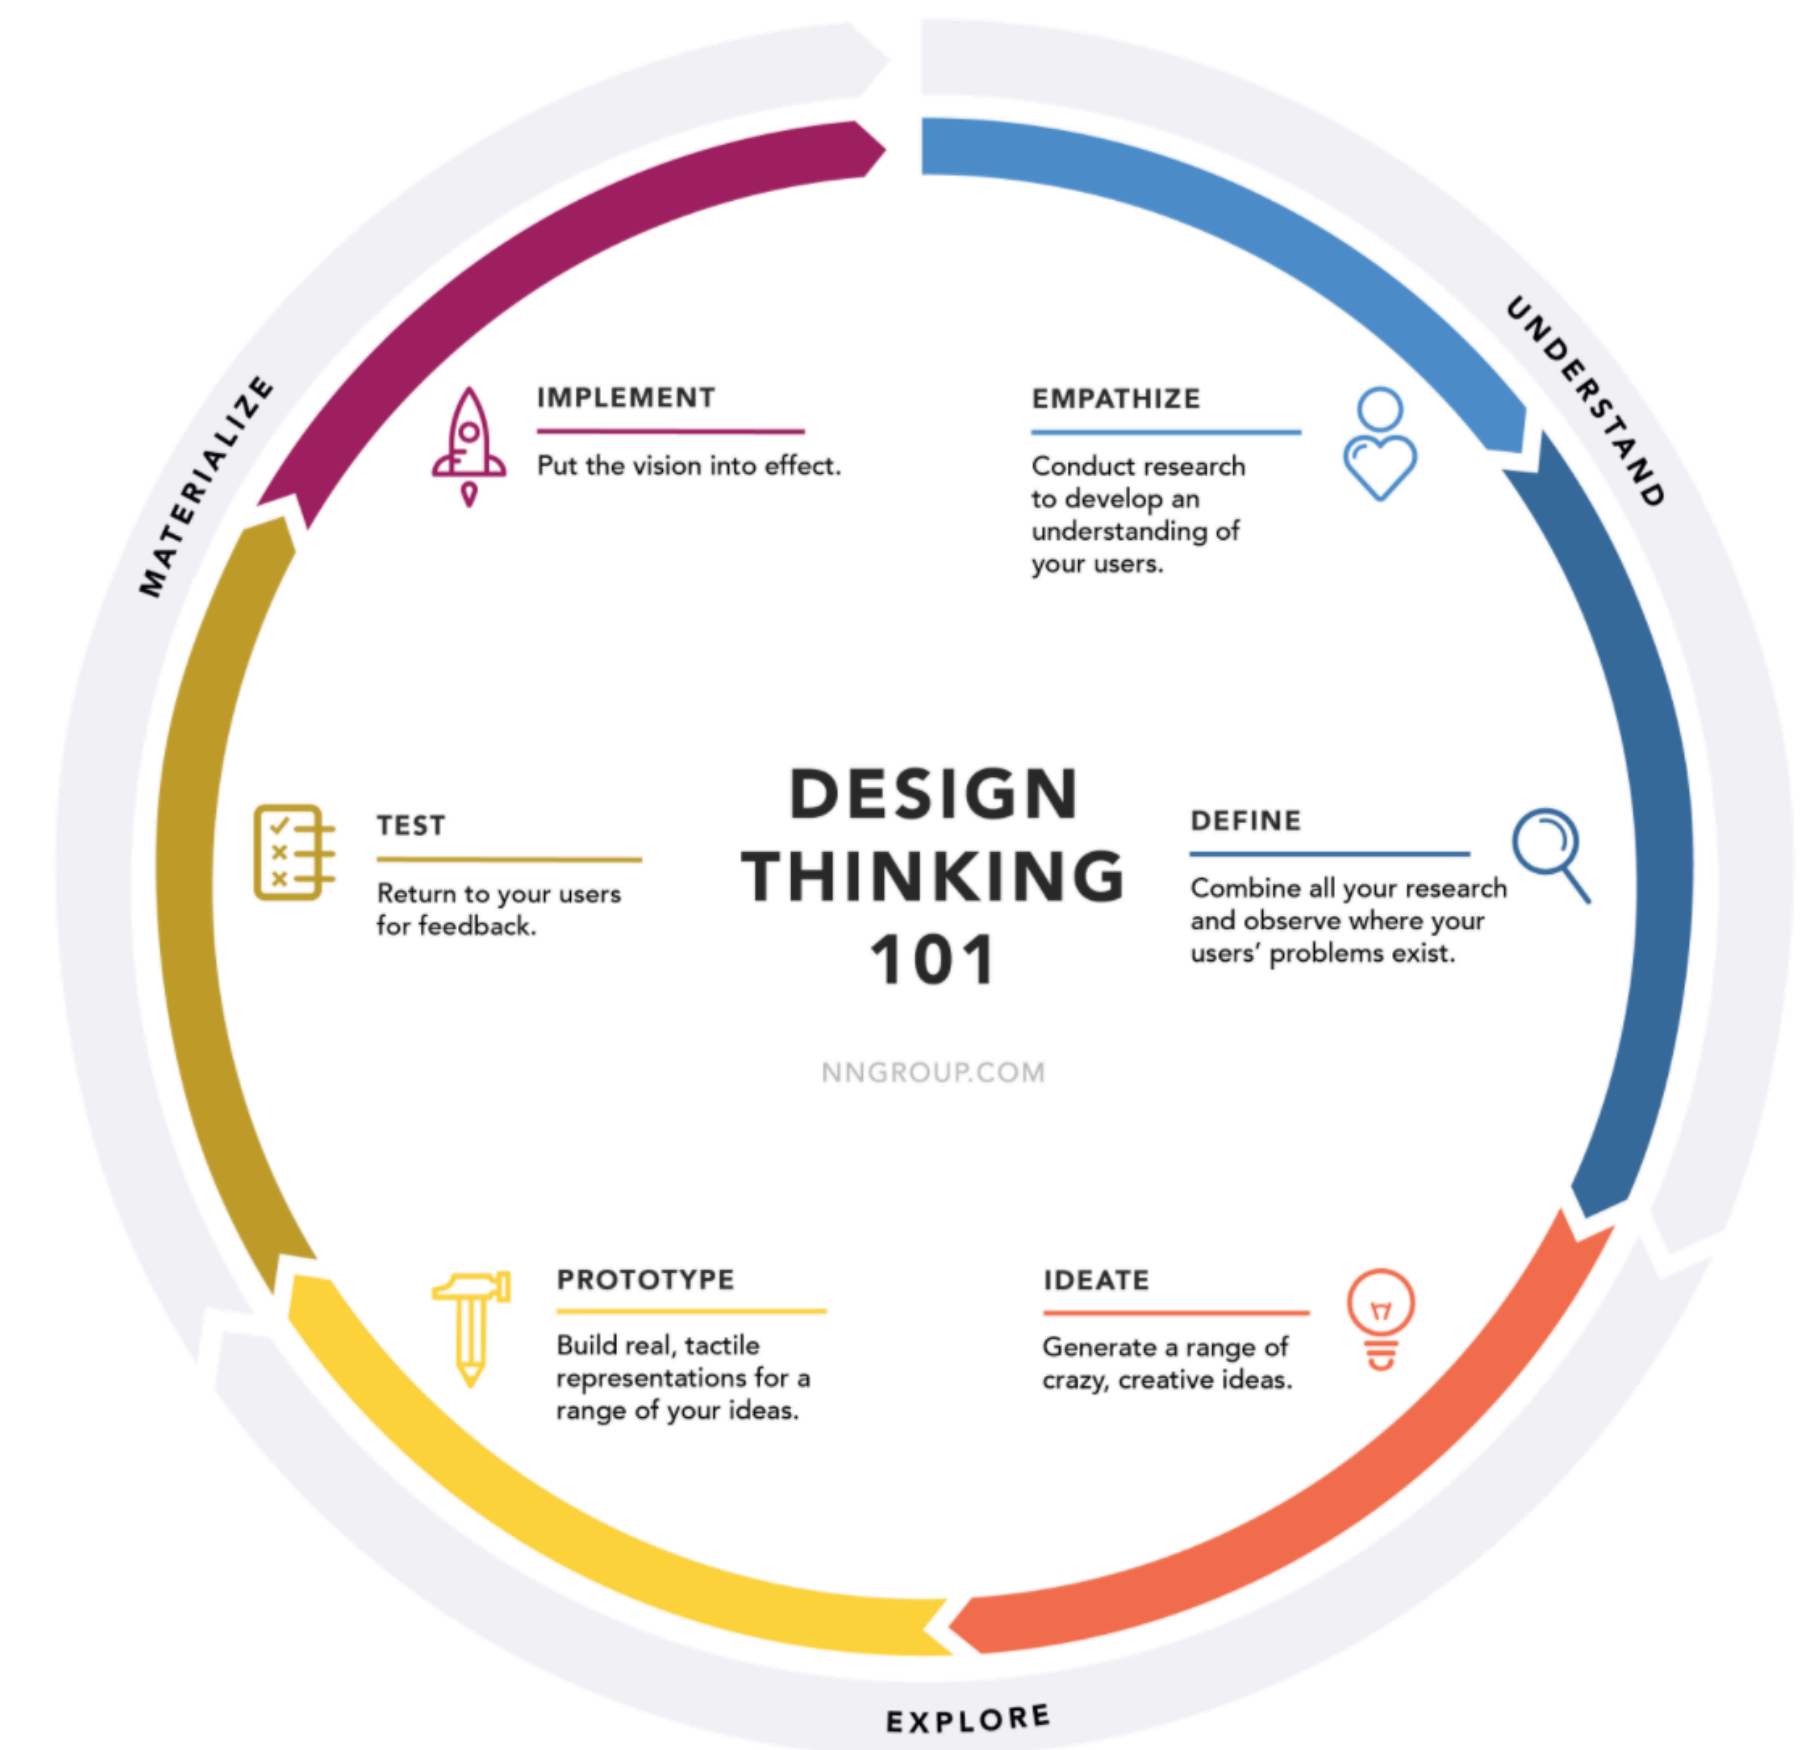 DESIGN
THINKING
101
NNGROUP.COM
UNDERSTAND
EMPATHIZE
Conduct research
to develop an
understanding of
your users.
DEFINE
Combine all your research
and observe where your
users’ problems exist.
EXPLORE
IDEATE
Generate a range of
crazy, creative ideas.
PROTOTYPE
Build real, tactile
representations for a
range of your ideas.
MATERIALIZE
TEST
Return to your users
for feedback.
IMPLEMENT
Put the vision into effect.